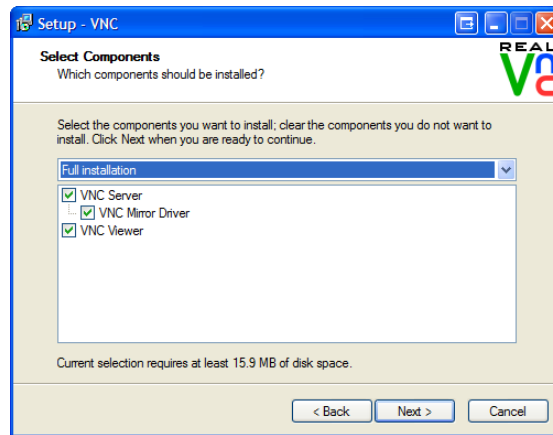 Setup - VNC
Select Components
Which components should be installed?
REAL
Vnc
Select the components you want to install; clear the components you do not want to
install. Click Next when you are ready to continue.
Full installation
VNC Server
VNC Mirror Driver
VNC Viewer
Current selection requires at least 15.9 MB of disk space.
< Back
Next >
Cancel